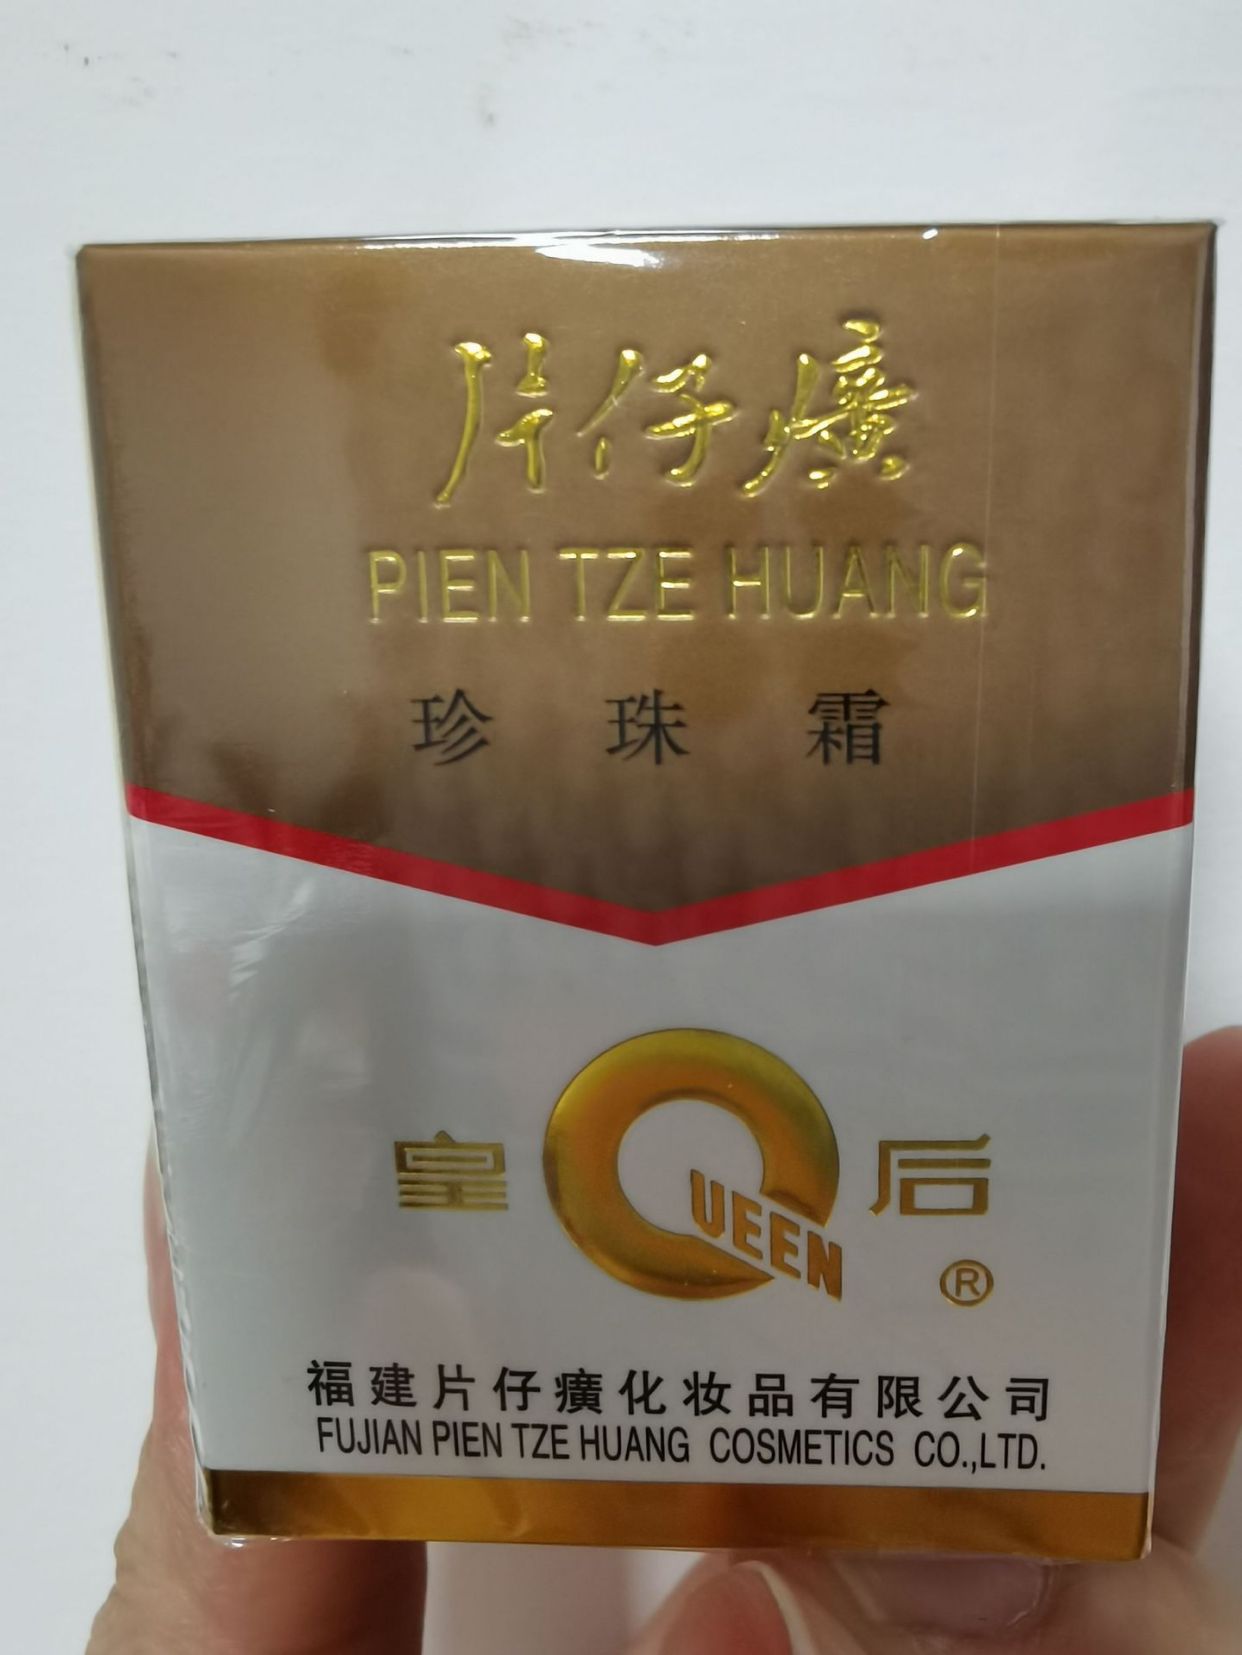 片仔癀
PIEN TZE HUANG
珍珠霜
皇 QUEEN 后
®
福建片仔癀化妆品有限公司
FUJIAN PIEN TZE HUANG COSMETICS CO.,LTD.